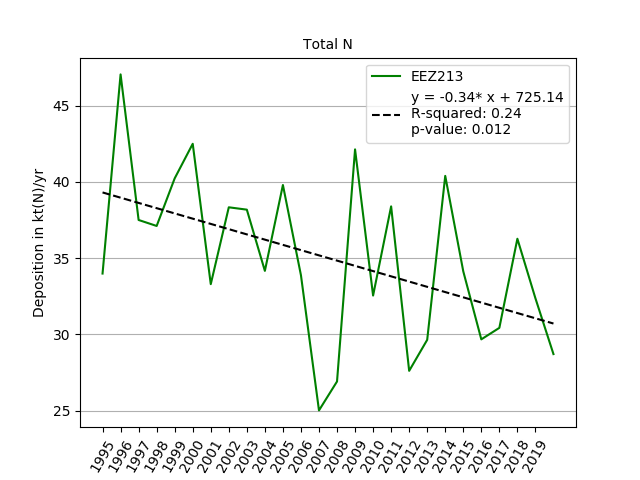 Total N
EEZ213
y = -0.34* x + 725.14
R-squared: 0.24
p-value: 0.012
Deposition in kt(N)/yr
45
40
35
30
25
1995 1996 1997 1998 1999 2000 2001 2002 2003 2004 2005 2006 2007 2008 2009 2010 2011 2012 2013 2014 2015 2016 2017 2018 2019